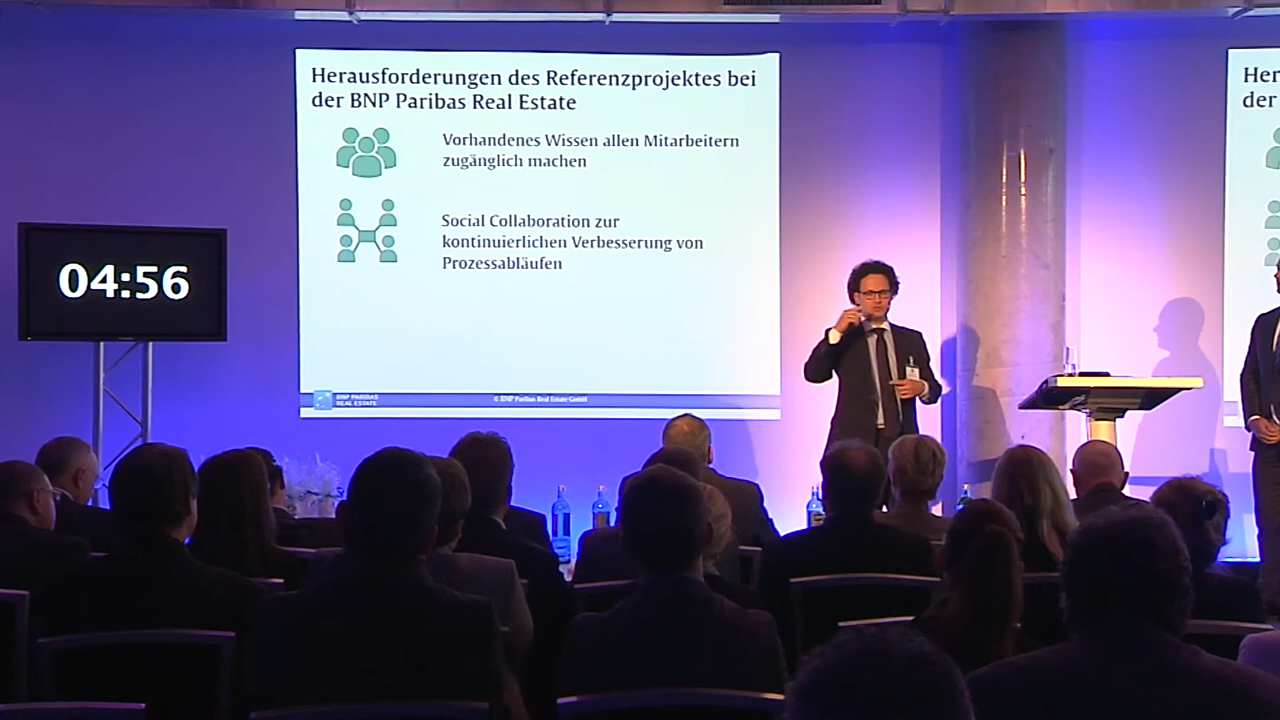 Herausforderungen des Referenzprojektes bei
der BNP Paribas Real Estate
Vorhandenes Wissen allen Mitarbeitern
zugänglich machen
Social Collaboration zur
kontinuierlichen Verbesserung von
Prozessabläufen
BNP PARIBAS
REAL ESTATE
© BNP Paribas Real Estate GmbH
04:56
Her
der